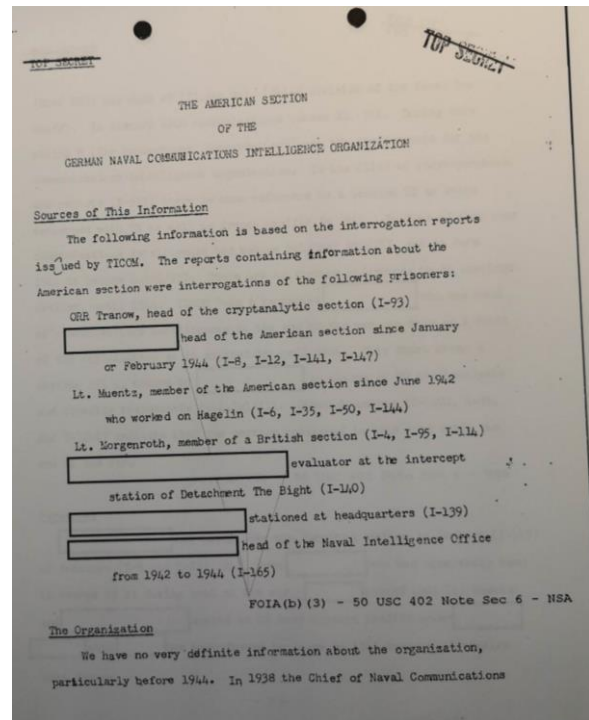 TOP SECRET
TOP SECRET
THE AMERICAN SECTION
OF THE
GERMAN NAVAL COMMUNICATIONS INTELLIGENCE ORGANIZATION
Sources of This Information
The following information is based on the interrogation reports
issued by TICOM. The reports containing information about the
American section were interrogations of the following prisoners:
ORR Tranow, head of the cryptanalytic section (I-93)
head of the American section since January
or February 1944 (I-8, I-12, I-141, I-147)
Lt. Muentz, member of the American section since June 1942
who worked on Hagelin (I-6, I-35, I-50, I-144)
Lt. Morgenroth, member of a British section (I-4, I-95, I-114)
evaluator at the intercept
station of Detachment The Bight (I-140)
stationed at headquarters (I-139)
head of the Naval Intelligence Office
from 1942 to 1944 (I-165)
FOIA(b)(3) - 50 USC 402 Note Sec 6 - NSA
The Organization
We have no very definite information about the organization,
particularly before 1944. In 1938 the Chief of Naval Communications